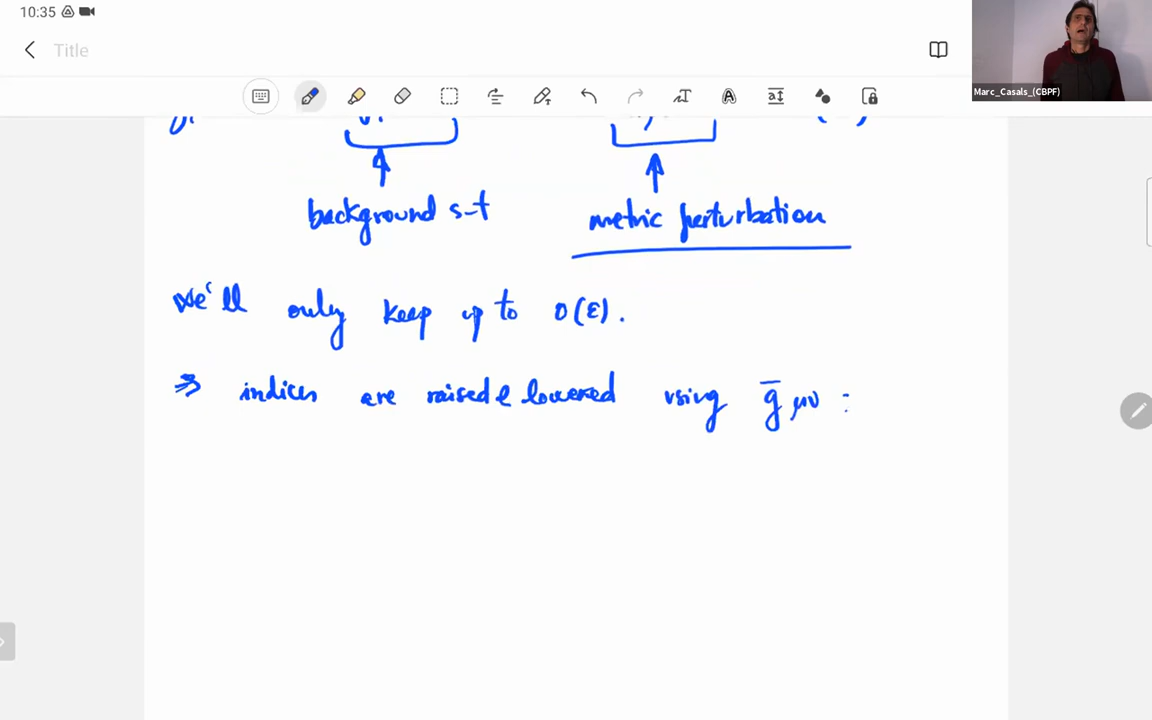 10:35
Title
Marc_Casals_(CBPF)
background s-t
metric perturbation
We'll only keep up to O(ε).
⇒ indices are raised & lowered using g̅ μν :